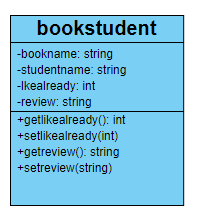 bookstudent
-bookname: string
-studentname: string
-lkealready: int
-review: string
+getlikealready(): int
+setlikealready(int)
+getreview(): string
+setreview(string)